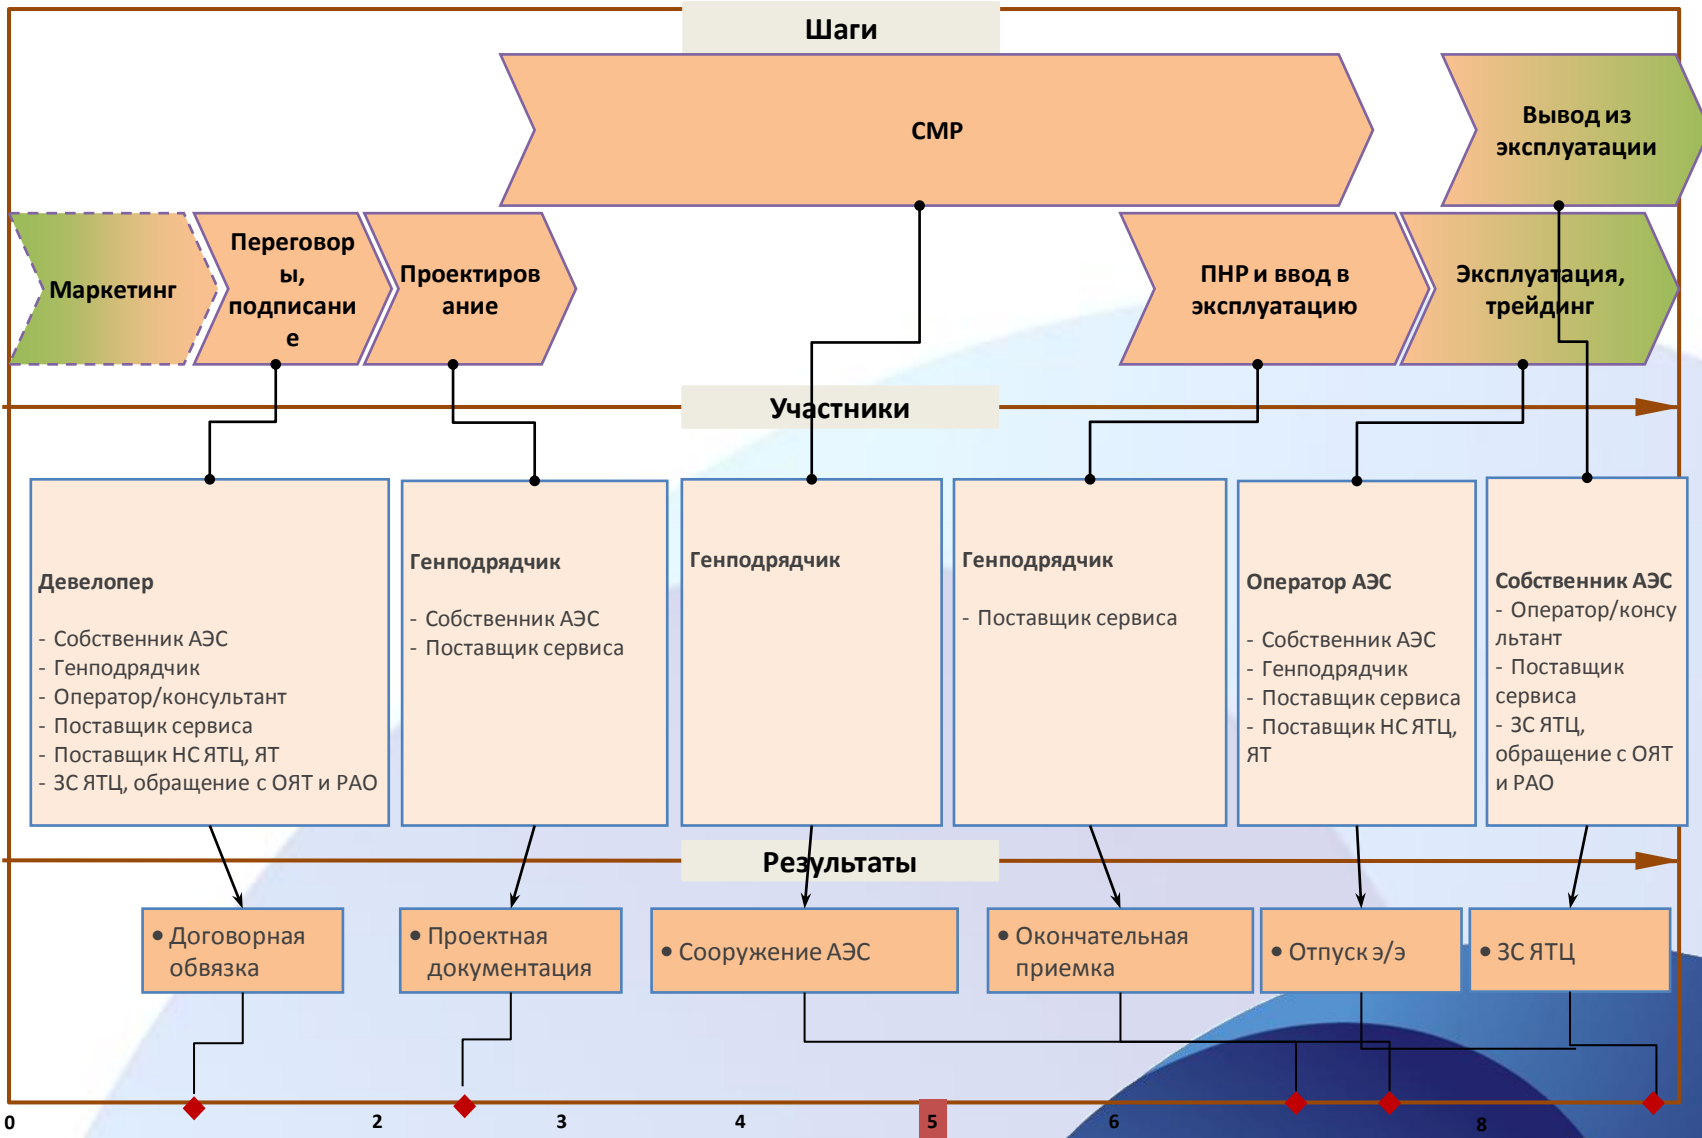 Шаги
СМР
Вывод из
эксплуатации
Маркетинг
Переговор
ы,
подписани
е
Проектиров
ание
ПНР и ввод в
эксплуатацию
Эксплуатация,
трейдинг
Участники
Девелопер
- Собственник АЭС
- Генподрядчик
- Оператор/консультант
- Поставщик сервиса
- Поставщик НС ЯТЦ, ЯТ
- ЗС ЯТЦ, обращение с ОЯТ и РАО
Генподрядчик
- Собственник АЭС
- Поставщик сервиса
Генподрядчик
Генподрядчик
- Поставщик сервиса
Оператор АЭС
- Собственник АЭС
- Генподрядчик
- Поставщик сервиса
- Поставщик НС ЯТЦ,
ЯТ
Собственник АЭС
- Оператор/консу
льтант
- Поставщик
сервиса
- ЗС ЯТЦ,
обращение с ОЯТ
и РАО
Результаты
• Договорная
обвязка
• Проектная
документация
• Сооружение АЭС
• Окончательная
приемка
• Отпуск э/э
• ЗС ЯТЦ
0
2
3
4
5
6
8